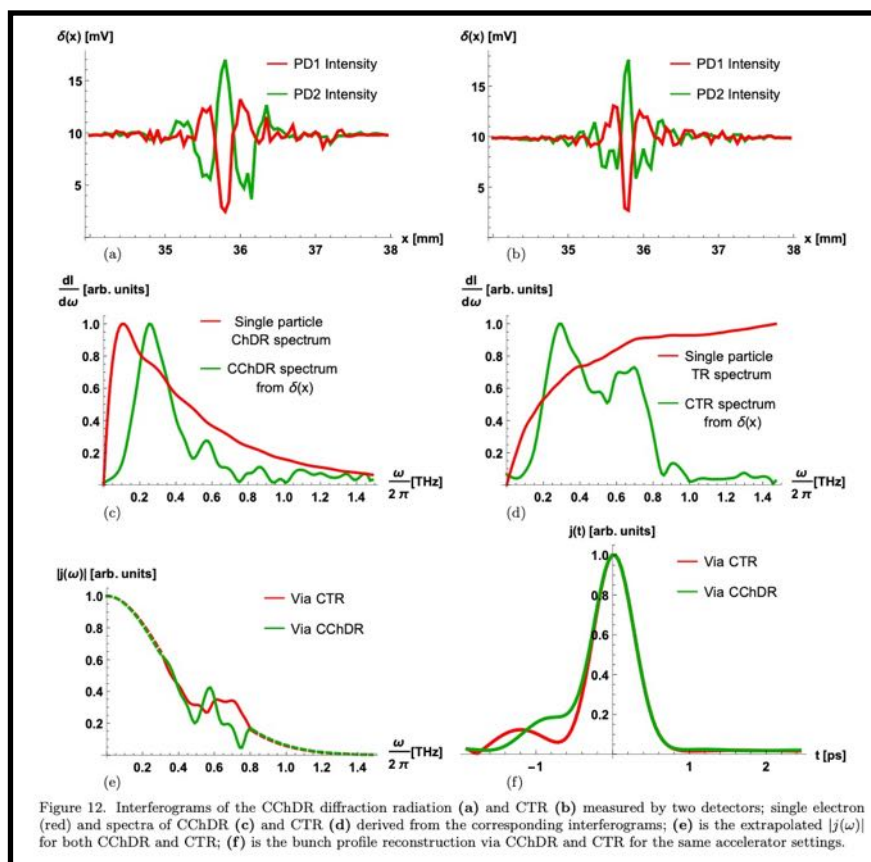 δ(x) [mV]
PD1 Intensity
PD2 Intensity
15
10
5
35 36 37 38
x [mm]
(a)
δ(x) [mV]
PD1 Intensity
PD2 Intensity
15
10
5
35 36 37 38
x [mm]
(b)
dI/dω [arb. units]
Single particle
ChDR spectrum
CChDR spectrum
from δ(x)
1.0
0.8
0.6
0.4
0.2
0.2 0.4 0.6 0.8 1.0 1.2 1.4
ω/2π [THz]
(c)
dI/dω [arb. units]
Single particle
TR spectrum
CTR spectrum
from δ(x)
1.0
0.8
0.6
0.4
0.2
0.2 0.4 0.6 0.8 1.0 1.2 1.4
ω/2π [THz]
(d)
|j(ω)| [arb. units]
Via CTR
Via CChDR
1.0
0.8
0.6
0.4
0.2
0.2 0.4 0.6 0.8 1.0 1.2 1.4
ω/2π [THz]
(e)
j(t) [arb. units]
Via CTR
Via CChDR
1.0
0.8
0.6
0.4
0.2
-1 0 1 2
t [ps]
(f)
Figure 12. Interferograms of the CChDR diffraction radiation (a) and CTR (b) measured by two detectors; single electron
(red) and spectra of CChDR (c) and CTR (d) derived from the corresponding interferograms; (e) is the extrapolated |j(ω)|
for both CChDR and CTR; (f) is the bunch profile reconstruction via CChDR and CTR for the same accelerator settings.